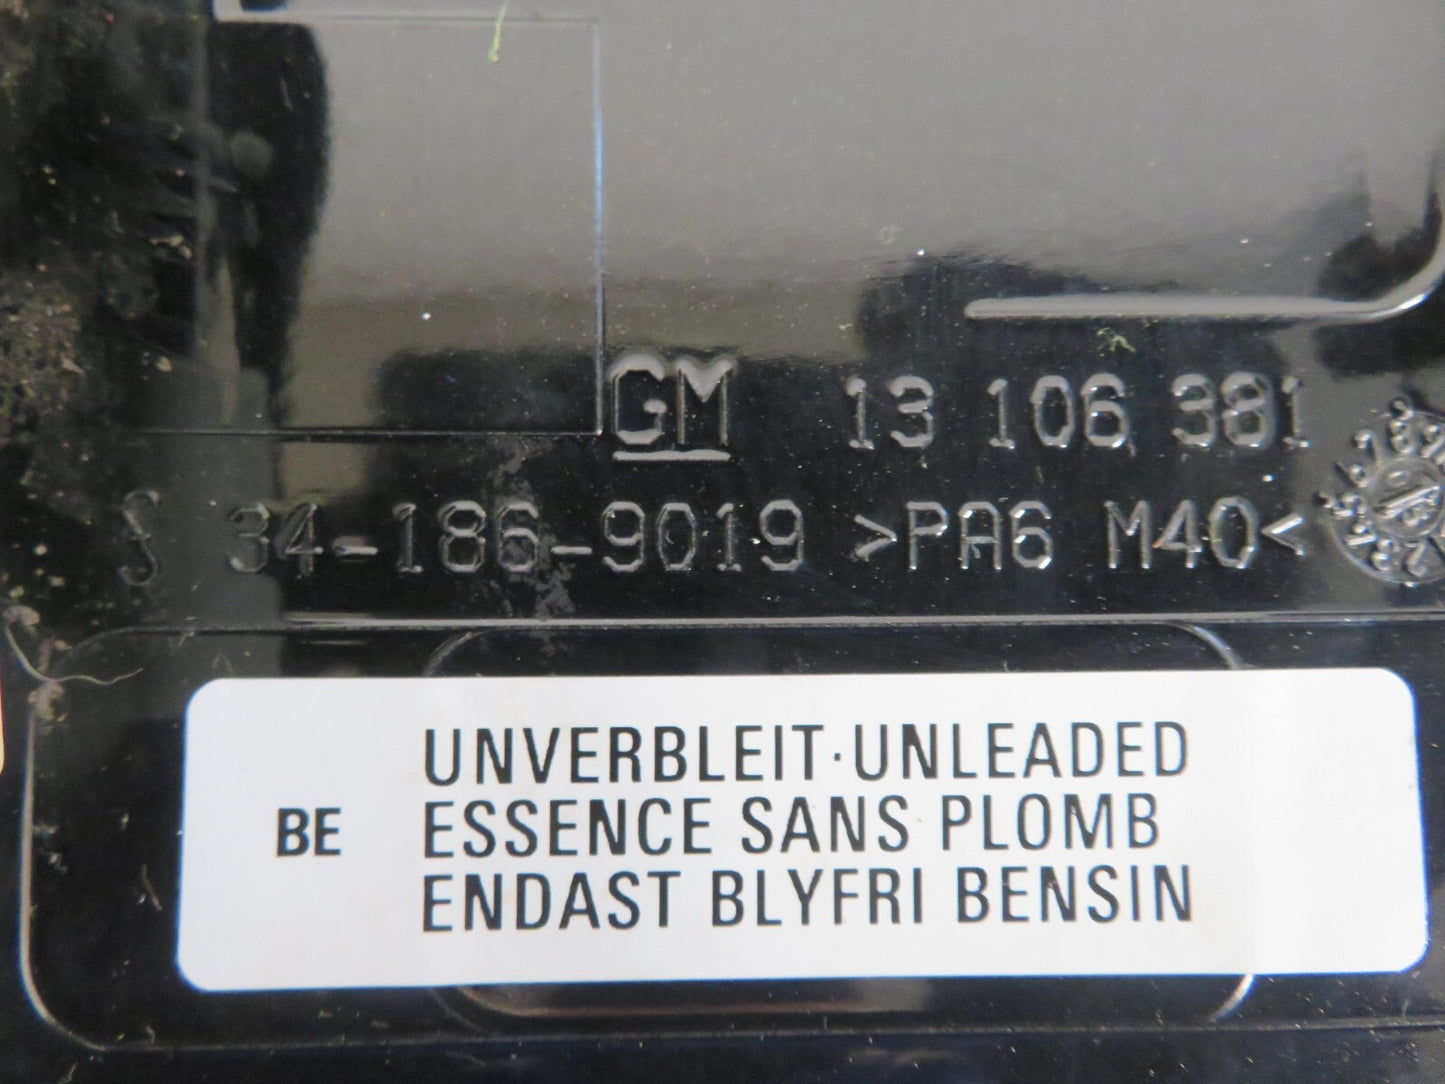 GM 13 106 381
34-186-9019 >PA6 M40<
BE
UNVERBLEIT·UNLEADED
ESSENCE SANS PLOMB
ENDAST BLYFRI BENSIN